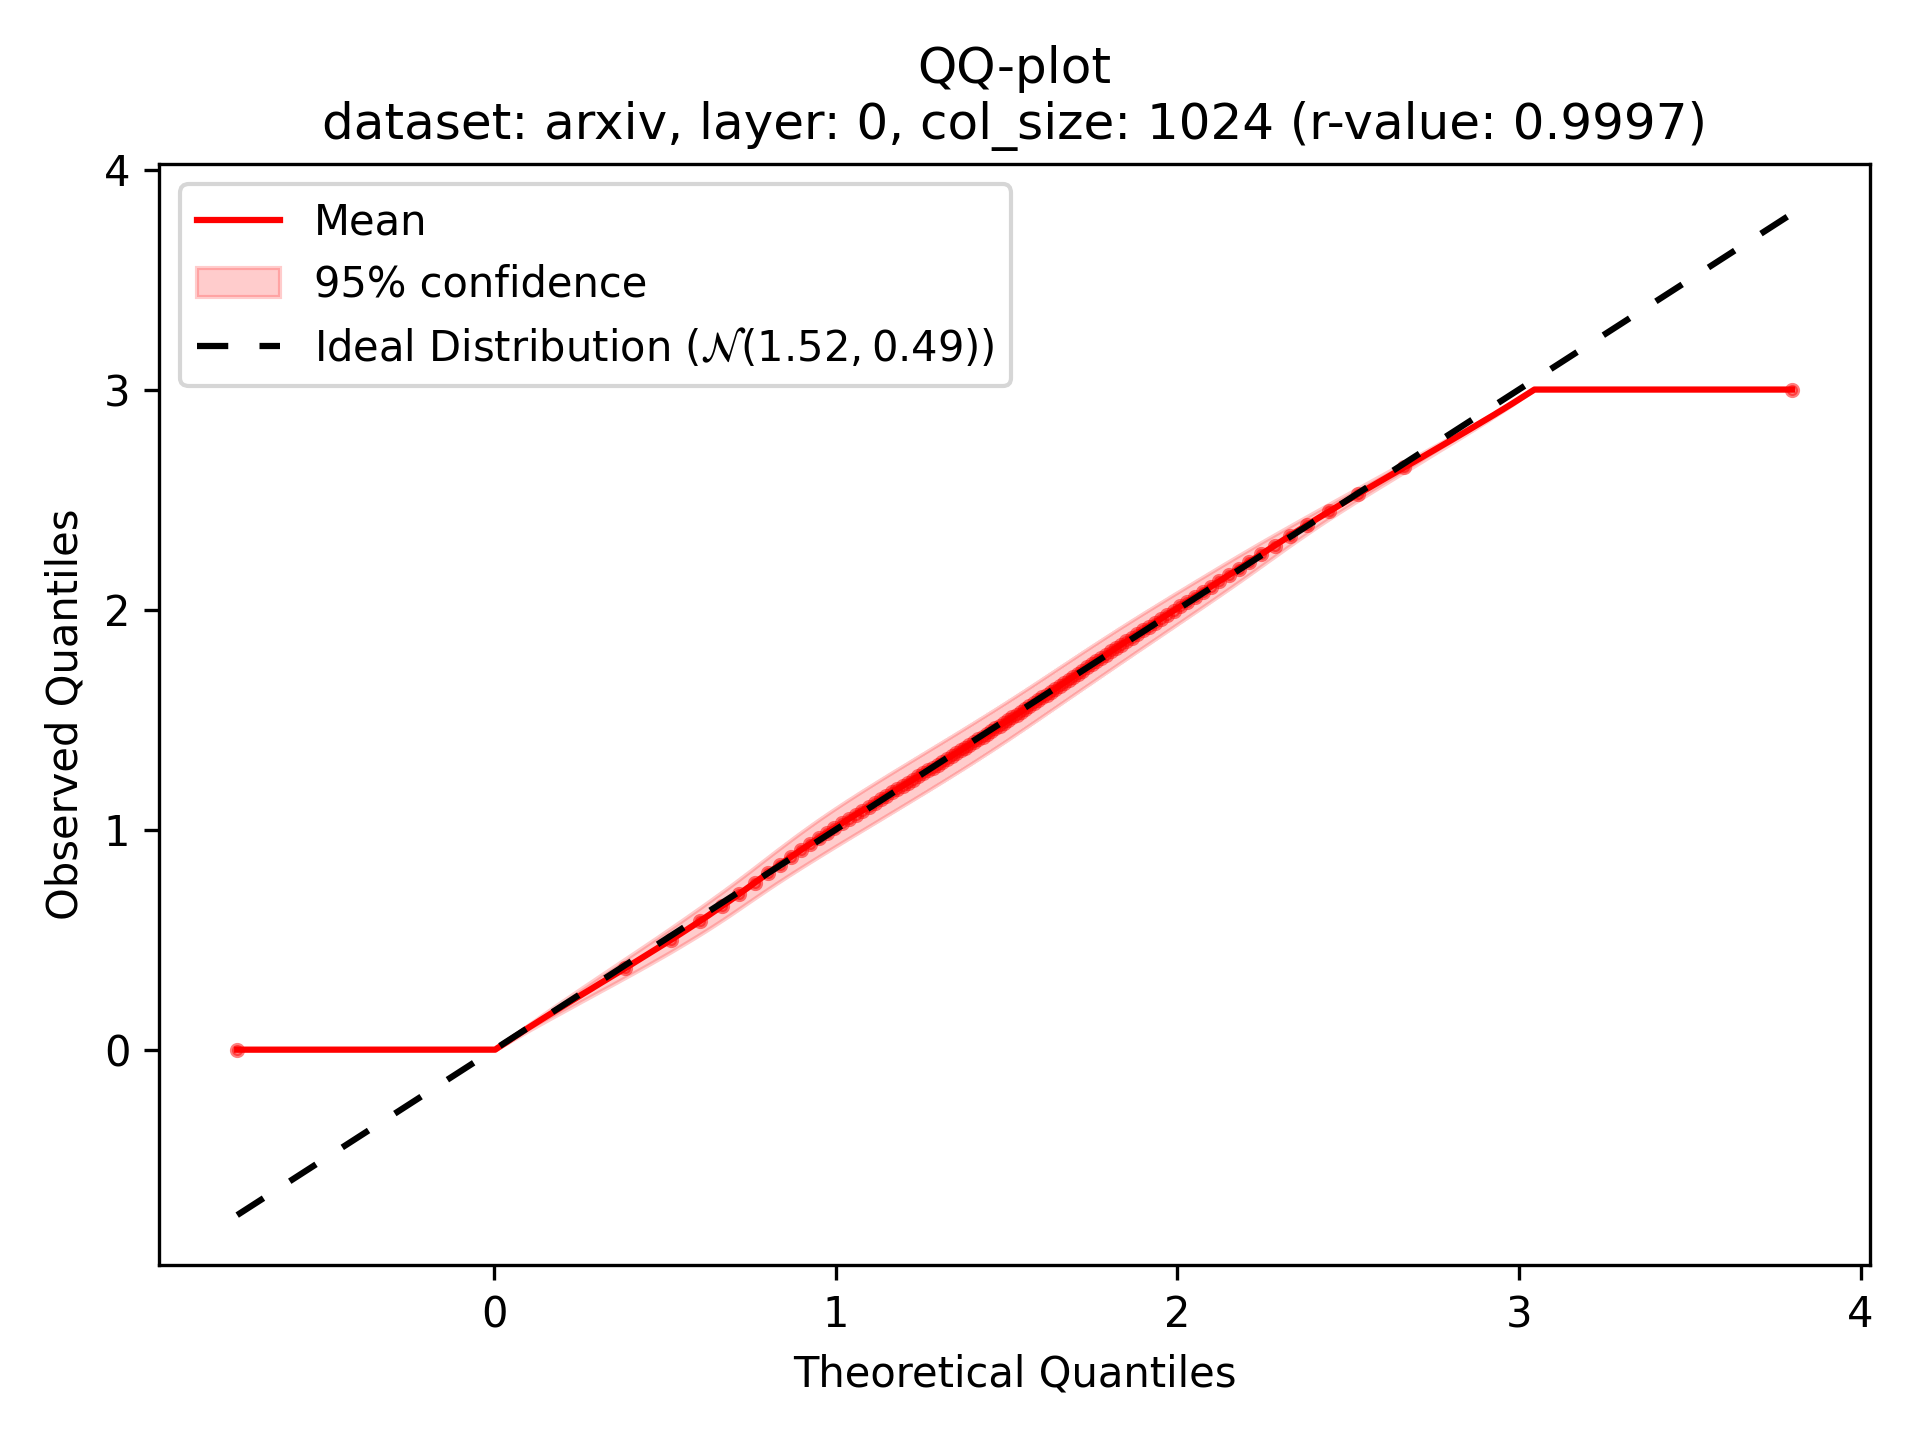 QQ-plot
dataset: arxiv, layer: 0, col_size: 1024 (r-value: 0.9997)
4
3
2
1
0
Observed Quantiles
Mean
95% confidence
Ideal Distribution (𝒩(1.52, 0.49))
0 1 2 3 4
Theoretical Quantiles